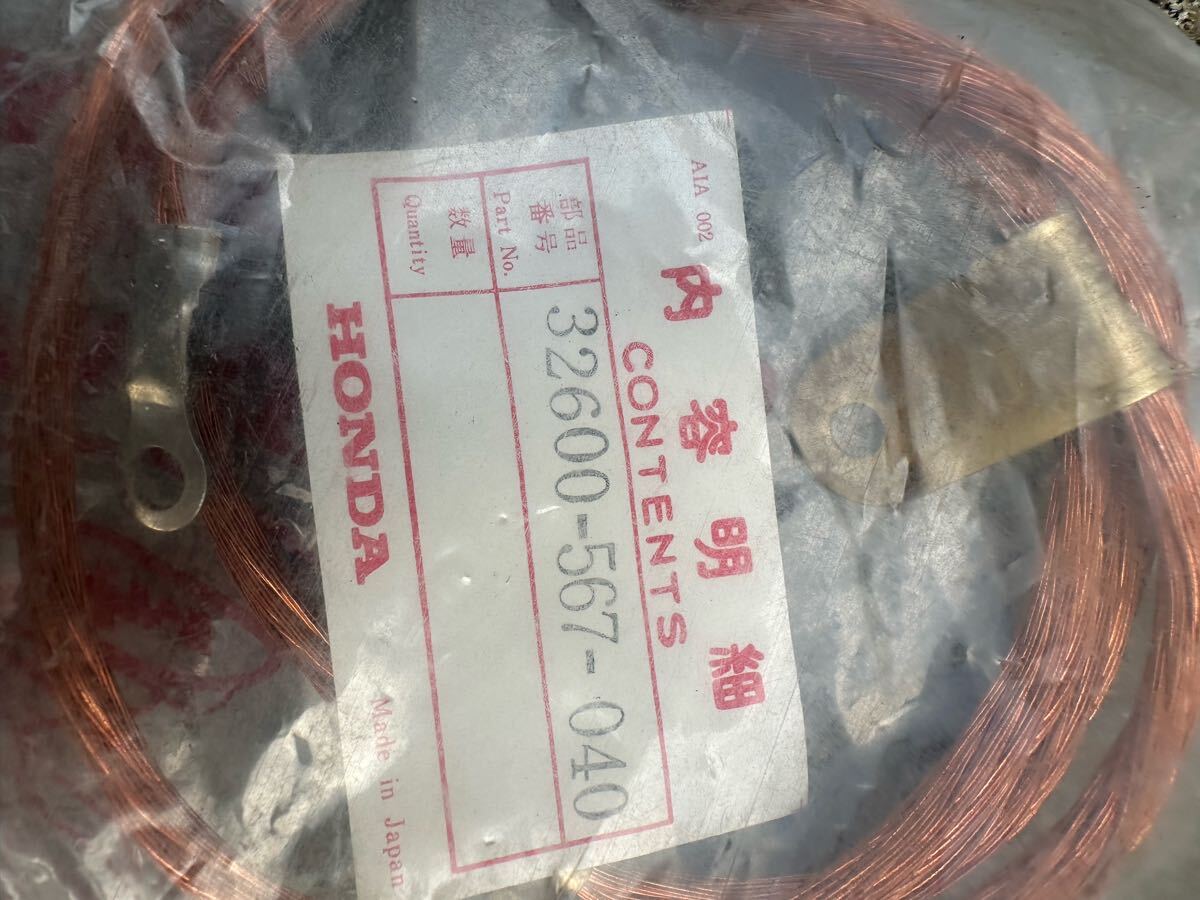 AIA 002
内容明細
CONTENTS
部品
番号
Part No.
32600-567-040
数量
Quantity
HONDA
Made in Japan